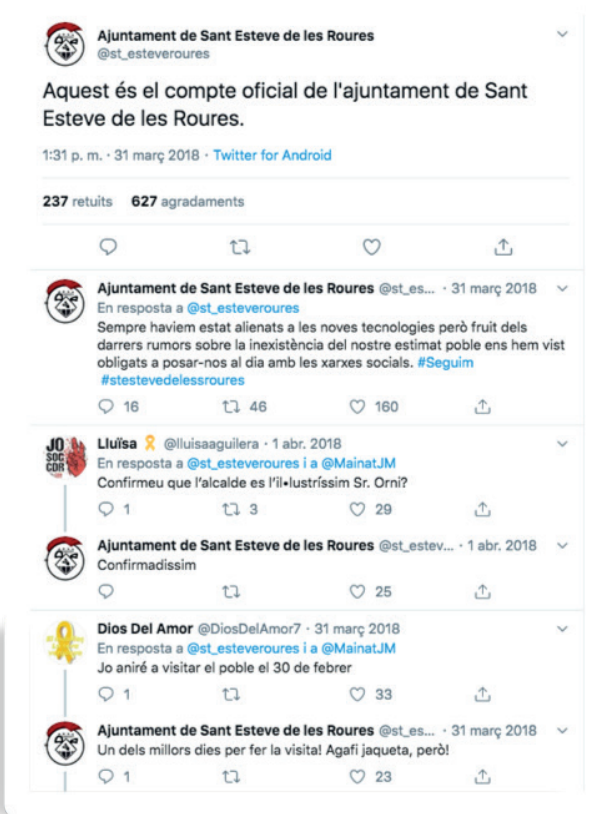 Ajuntament de Sant Esteve de les Roures
@st_esteveroures
Aquest és el compte oficial de l'ajuntament de Sant
Esteve de les Roures.
1:31 p. m. · 31 març 2018 · Twitter for Android
237 retuits 627 agradaments
Ajuntament de Sant Esteve de les Roures @st_es... · 31 març 2018
En resposta a @st_esteveroures
Sempre haviem estat alienats a les noves tecnologies però fruit dels
darrers rumors sobre la inexistència del nostre estimat poble ens hem vist
obligats a posar-nos al dia amb les xarxes socials. #Seguim
#stestevedelessroures
16 46 160
JO
SOC
CDR
Lluïsa @lluisaaguilera · 1 abr. 2018
En resposta a @st_esteveroures i a @MainatJM
Confirmeu que l'alcalde es l'il•lustríssim Sr. Orni?
1 3 29
Ajuntament de Sant Esteve de les Roures @st_estev... · 1 abr. 2018
Confirmadissim
25
Dios Del Amor @DiosDelAmor7 · 31 març 2018
En resposta a @st_esteveroures i a @MainatJM
Jo aniré a visitar el poble el 30 de febrer
1 33
Ajuntament de Sant Esteve de les Roures @st_es... · 31 març 2018
Un dels millors dies per fer la visita! Agafi jaqueta, però!
1 23